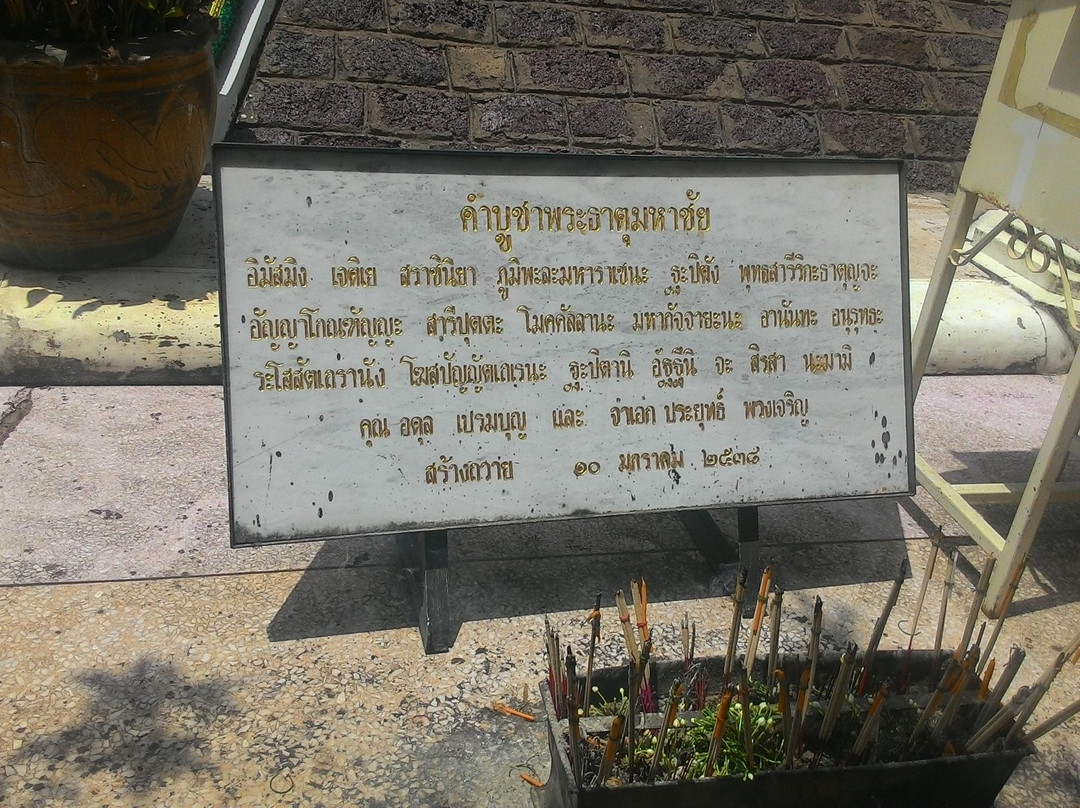 คำบูชาพระธาตุมหาชัย
อิมัสมิง เจติเย สราชินิยา ภูมิพะละมหาราเชนะ ฐะปิตัง พุทธสารีริกะธาตุญจะ
อัญญาโกณฑัญญะ สารีปุตตะ โมคคัลลานะ มหากัจจายะนะ อานันทะ อนุรุทธะ
ระโสสัตเถรานัง โฆสปัญญัตเถเรนะ ฐะปิตานิ อัฐฐีนิ จะ สิรสา นะมามิ
คุณ อดุล เปรมบุญ และ จ่าเอก ประยุทธ์ พวงเจริญ
สร้างถวาย ๑๐ มกราคม ๒๕๓๘